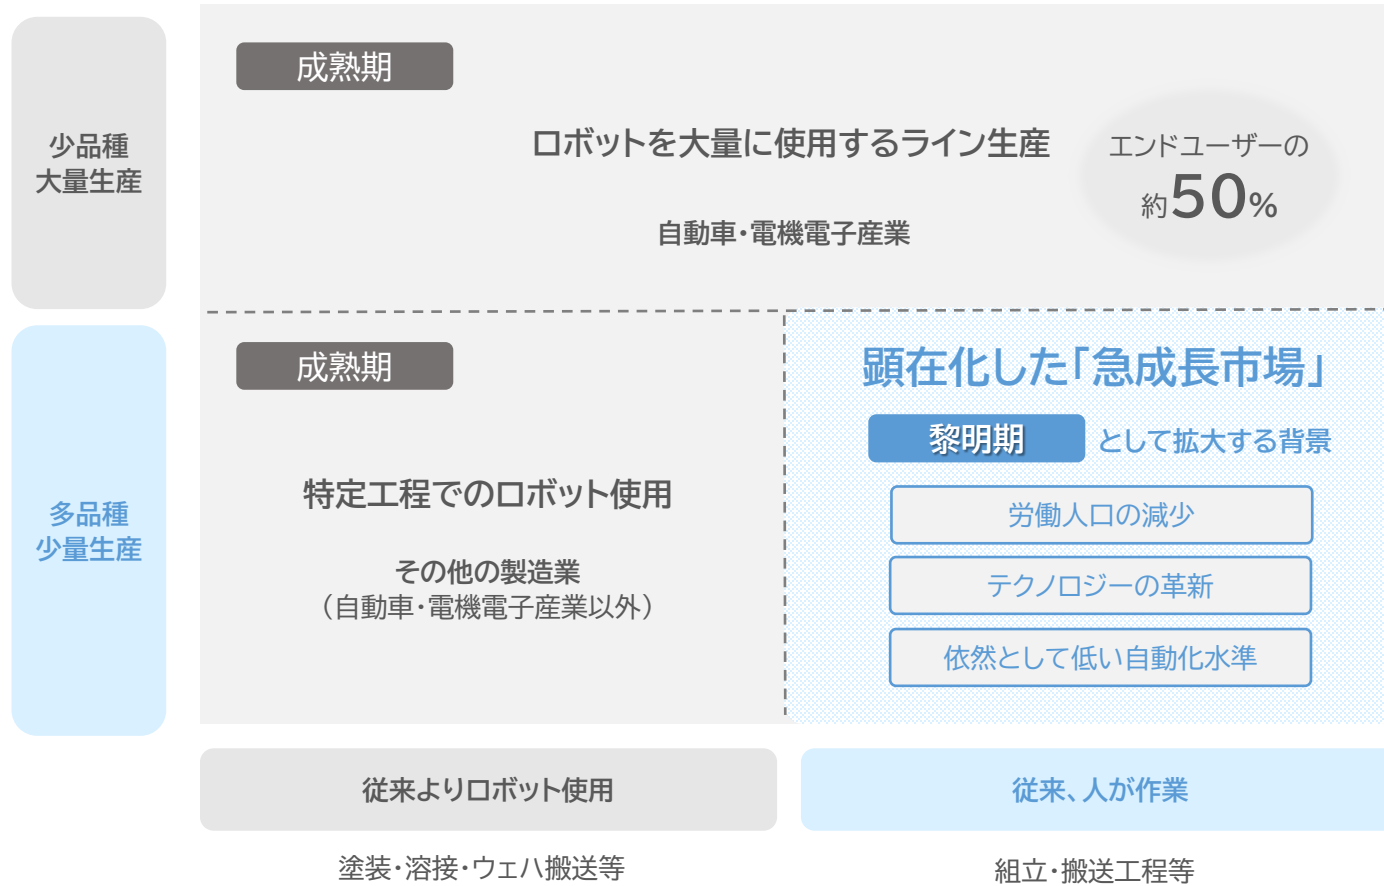 少品種
大量生産
成熟期
ロボットを大量に使用するライン生産
自動車・電機電子産業
エンドユーザーの
約50%
多品種
少量生産
成熟期
特定工程でのロボット使用
その他の製造業
（自動車・電機電子産業以外）
顕在化した「急成長市場」
黎明期 として拡大する背景
労働人口の減少
テクノロジーの革新
依然として低い自動化水準
従来よりロボット使用
従来、人が作業
塗装・溶接・ウェハ搬送等
組立・搬送工程等